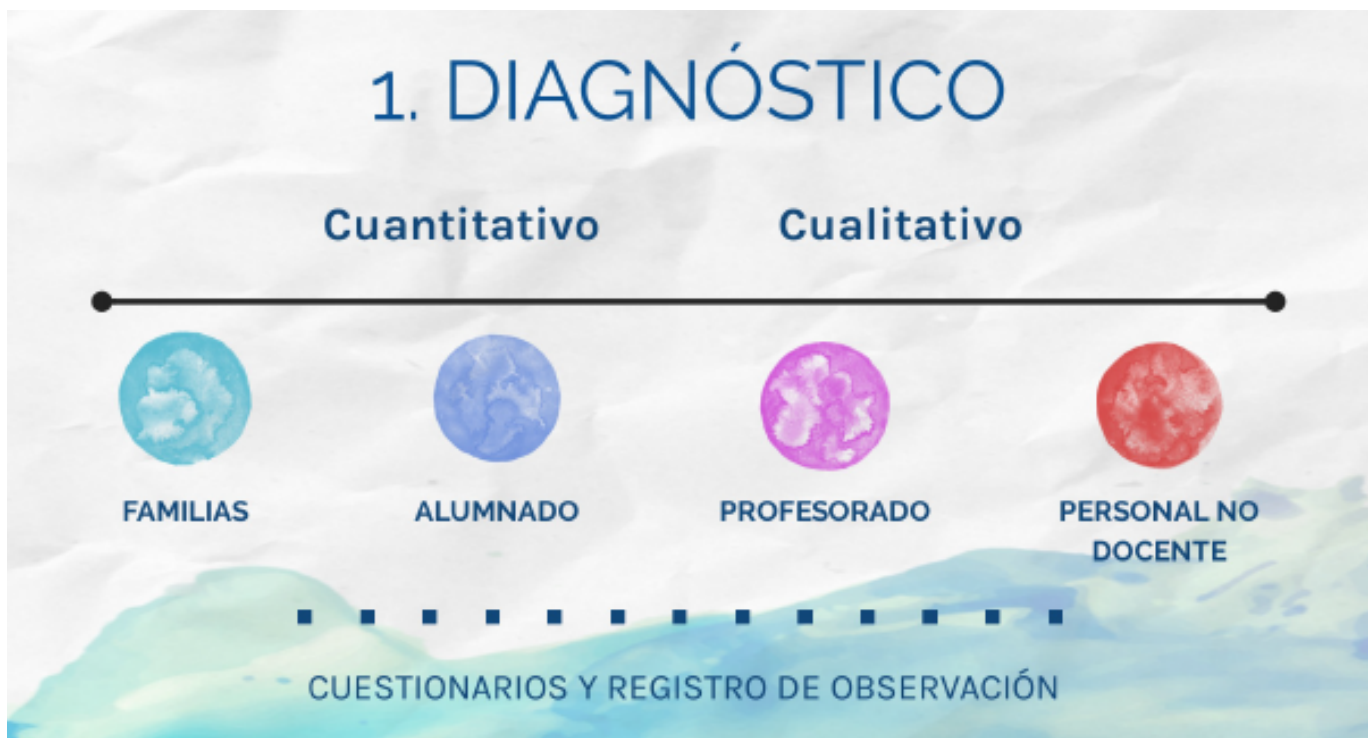 1. DIAGNÓSTICO
Cuantitativo Cualitativo
FAMILIAS ALUMNADO PROFESORADO PERSONAL NO
DOCENTE
CUESTIONARIOS Y REGISTRO DE OBSERVACIÓN